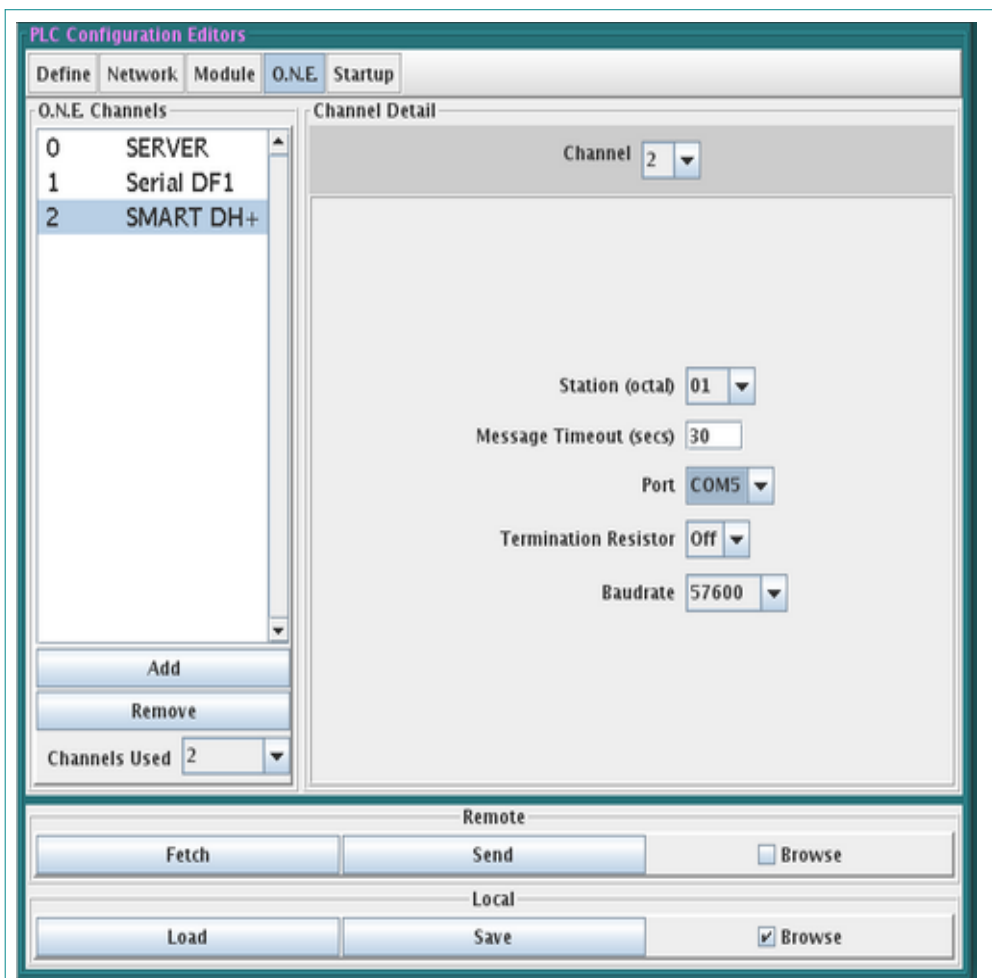 PLC Configuration Editors
Define Network Module O.N.E. Startup
O.N.E. Channels
0 SERVER
1 Serial DF1
2 SMART DH+
Add
Remove
Channels Used 2
Channel Detail
Channel 2
Station (octal) 01
Message Timeout (secs) 30
Port COM5
Termination Resistor Off
Baudrate 57600
Remote
Fetch Send Browse
Local
Load Save Browse